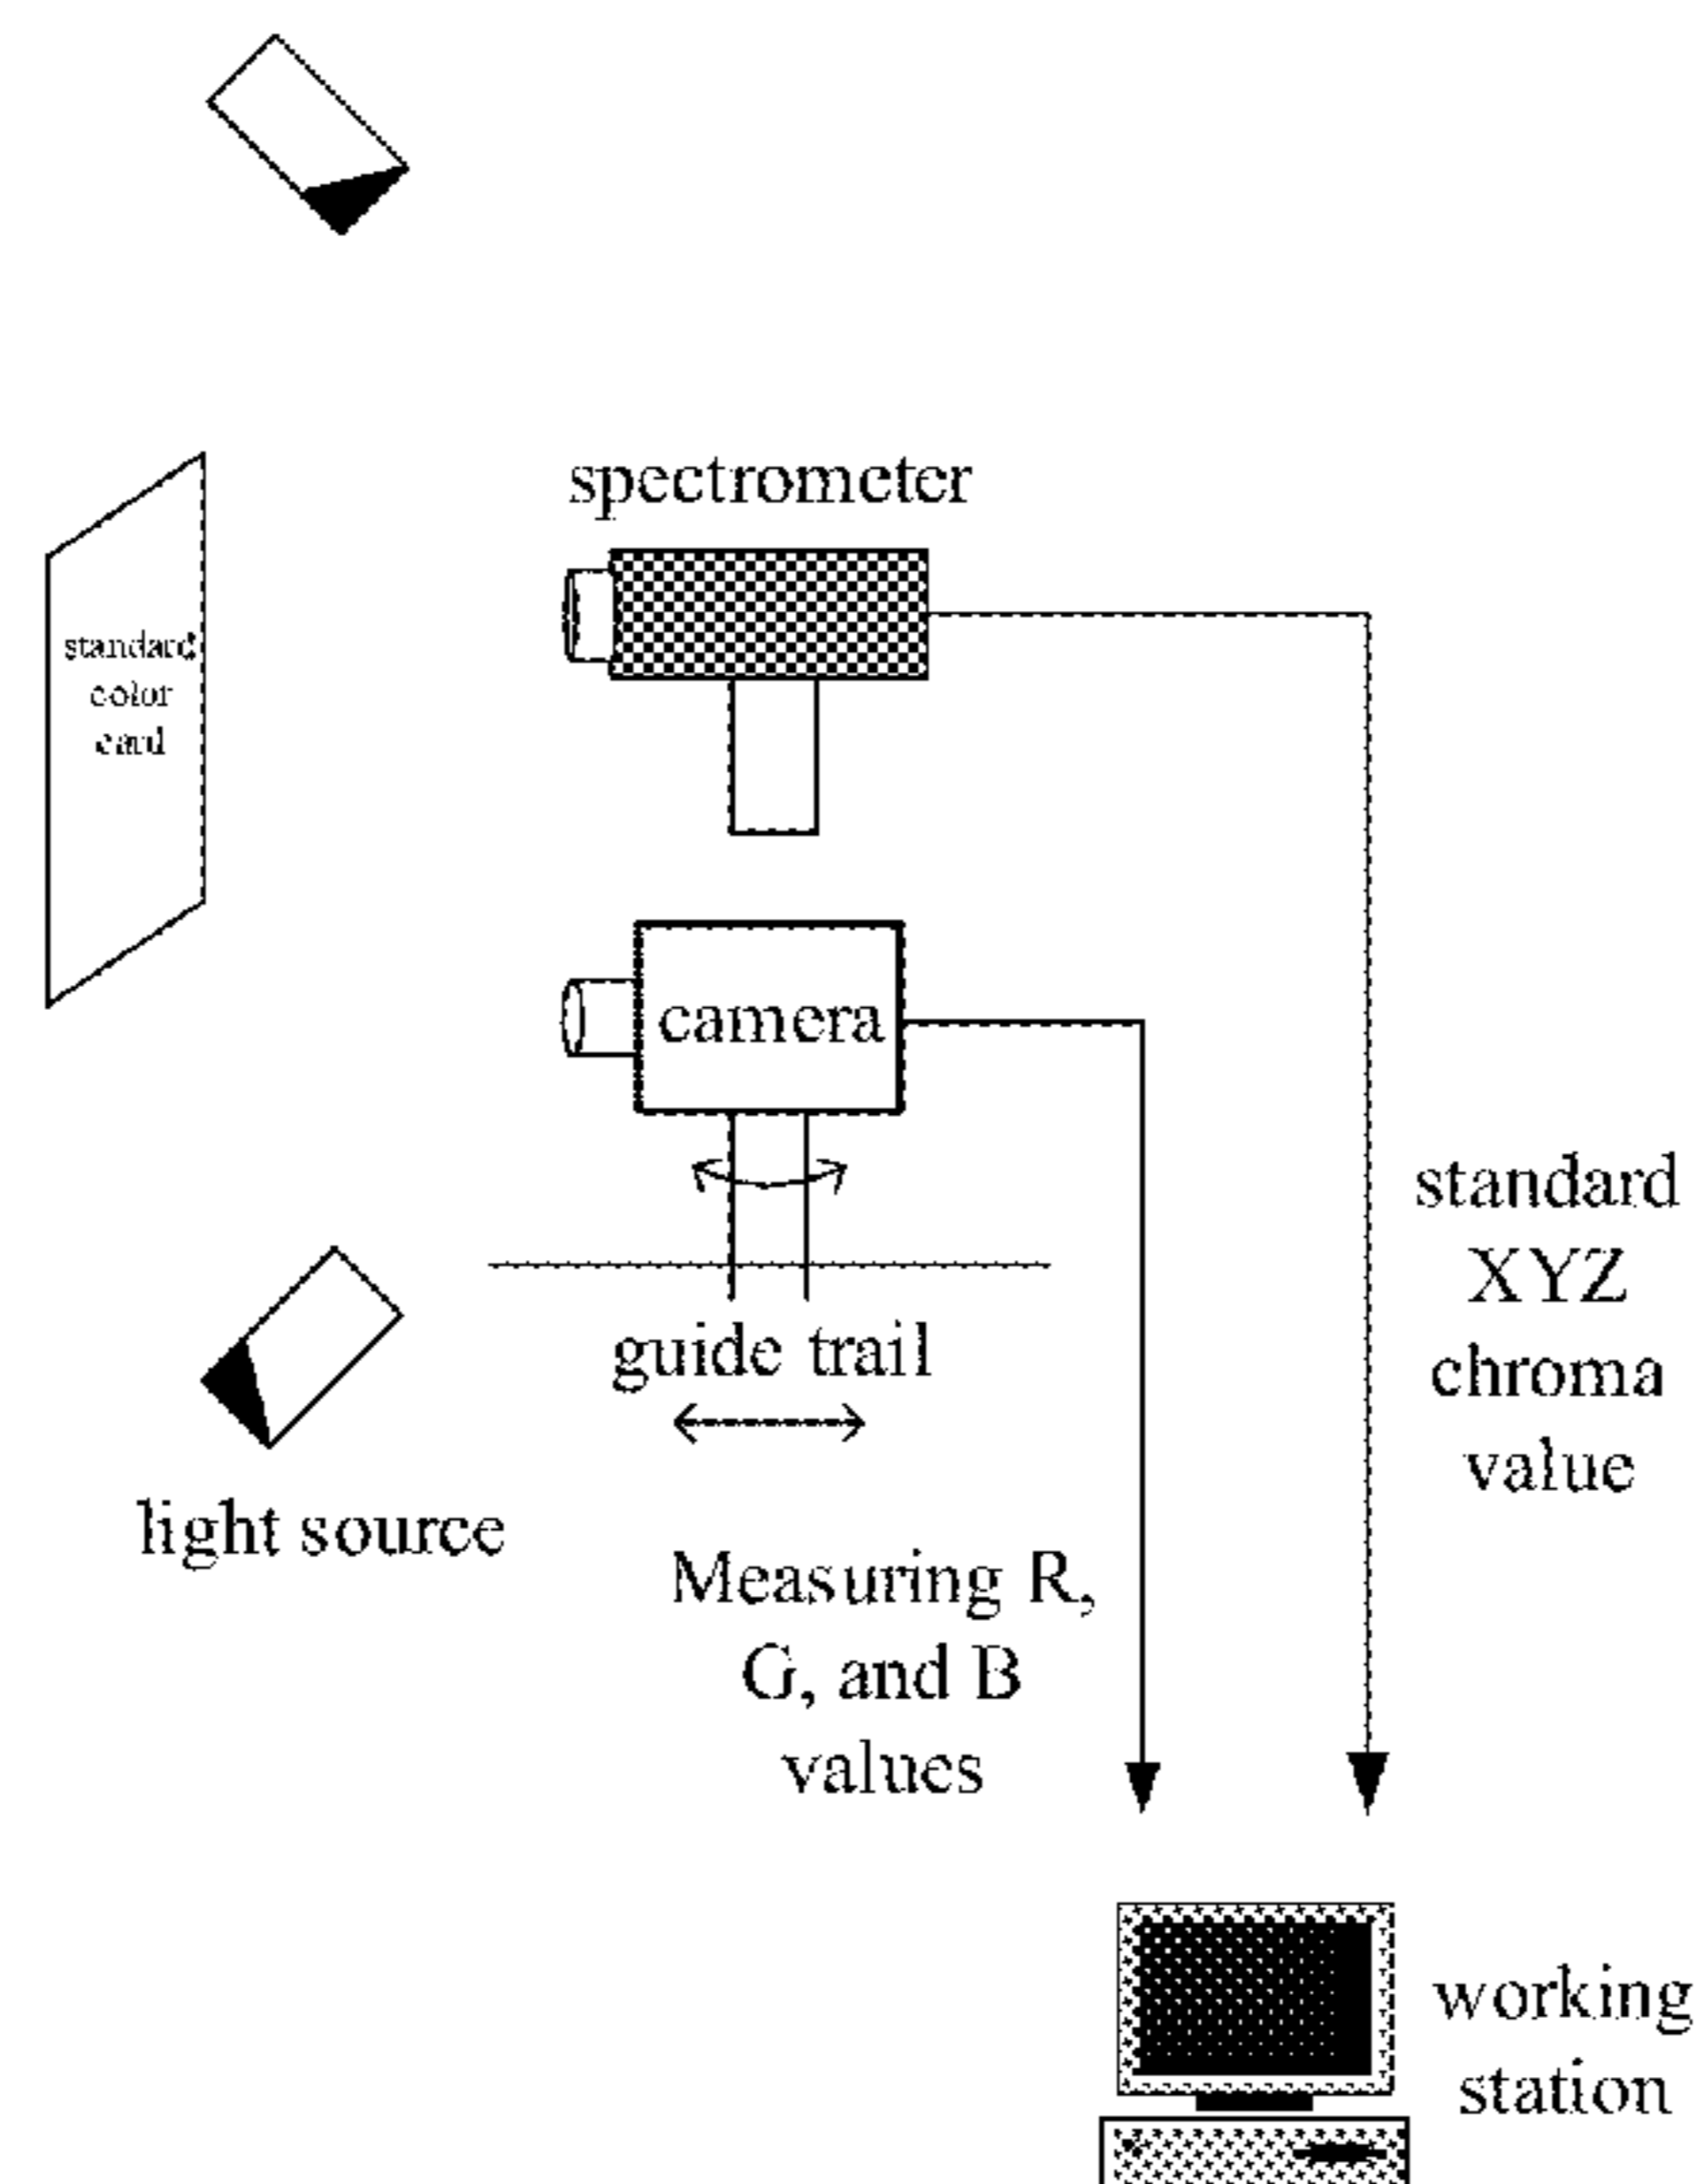 spectrometer
standard
color
card
camera
guide trail
light source
Measuring R,
G, and B
values
standard
XYZ
chroma
value
working
station